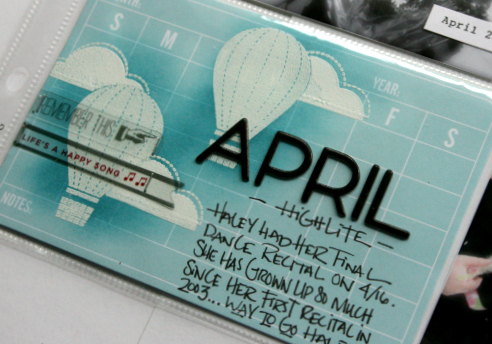 April 2
S M F S
YEAR:
REMEMBER THIS
LIFE'S A HAPPY SONG
APRIL
NOTES:
- HIGHLITE -
HALEY HAD HER FINAL
DANCE RECITAL ON 4/16.
SHE HAS GROWN UP SO MUCH
SINCE HER FIRST RECITAL IN
2003... WAY TO GO